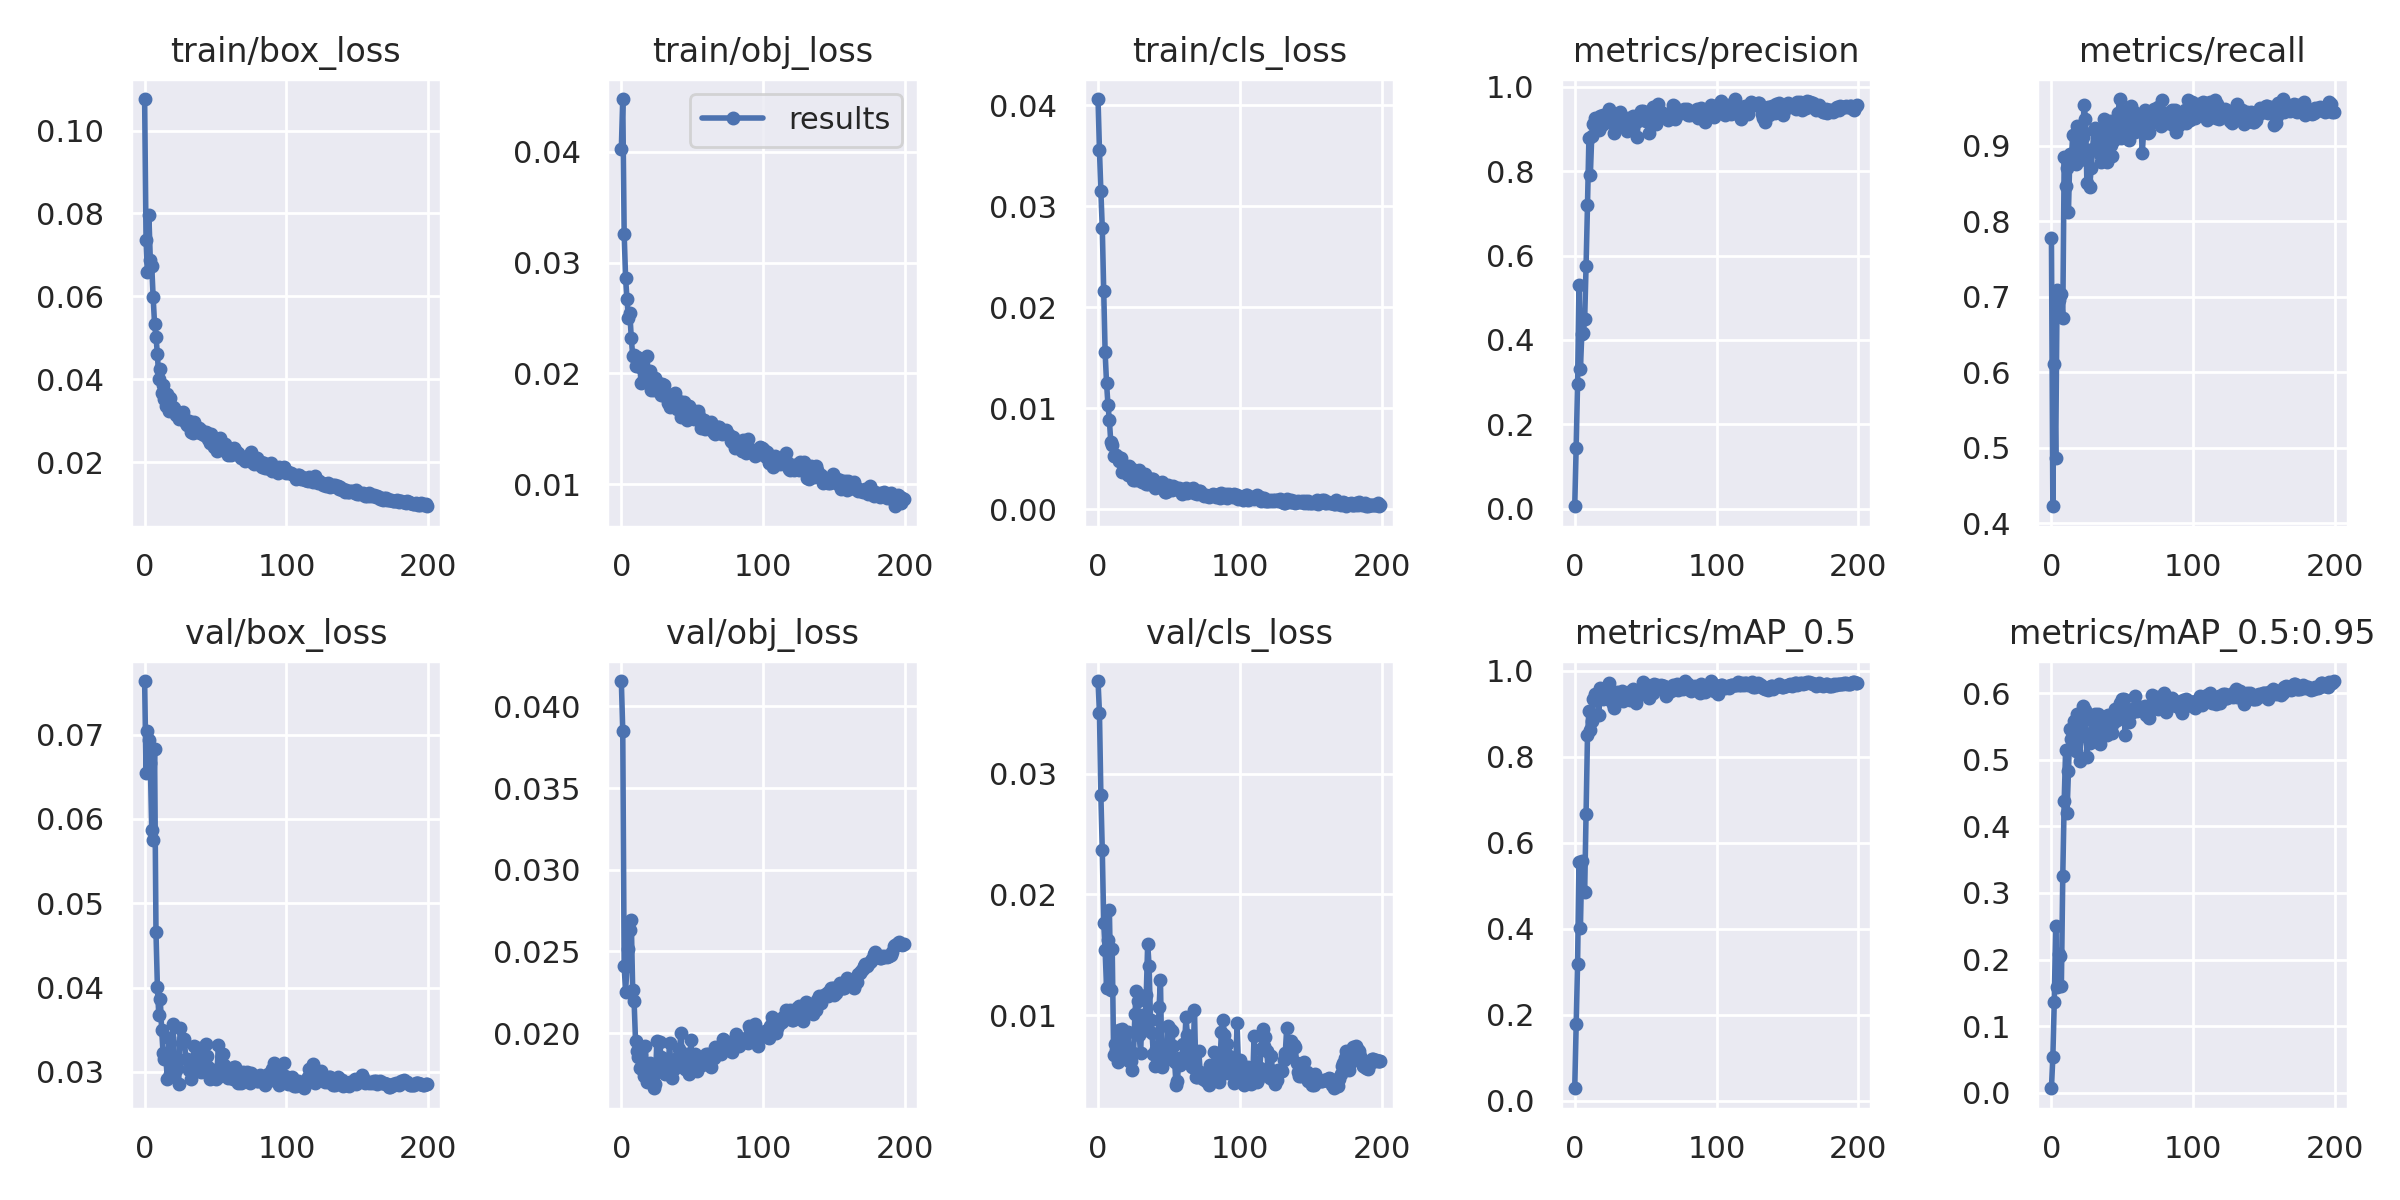 train/box_loss
train/obj_loss
train/cls_loss
metrics/precision
metrics/recall
results
0.10
0.08
0.06
0.04
0.02
0 100 200
0.04
0.03
0.02
0.01
0 100 200
0.04
0.03
0.02
0.01
0.00
0 100 200
1.0
0.8
0.6
0.4
0.2
0.0
0 100 200
0.9
0.8
0.7
0.6
0.5
0.4
0 100 200
val/box_loss
val/obj_loss
val/cls_loss
metrics/mAP_0.5
metrics/mAP_0.5:0.95
0.07
0.06
0.05
0.04
0.03
0 100 200
0.040
0.035
0.030
0.025
0.020
0 100 200
0.03
0.02
0.01
0 100 200
1.0
0.8
0.6
0.4
0.2
0.0
0 100 200
0.6
0.5
0.4
0.3
0.2
0.1
0.0
0 100 200